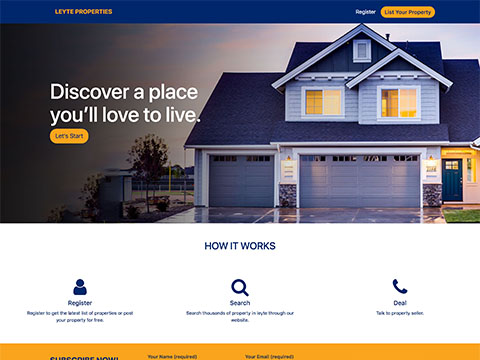 LEYTE PROPERTIES
Register
List Your Property
Discover a place
you'll love to live.
Let's Start
HOW IT WORKS
Register
Register to get the latest list of properties or post
your property for free.
Search
Search thousands of property in leyte through our
website.
Deal
Talk to property seller.
SUBSCRIBE NOW!
Your Name (required)
Your Email (required)